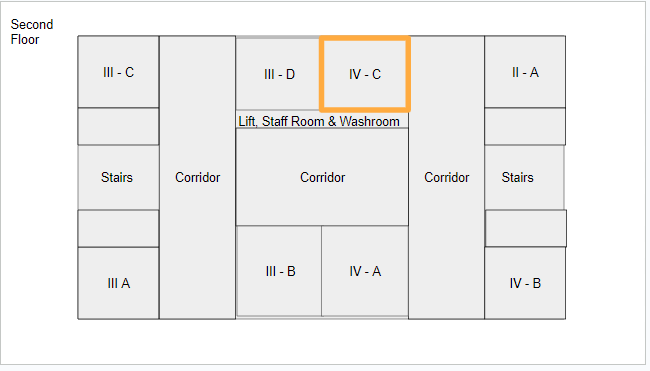 Second
Floor
III - C
III - D
IV - C
II - A
Lift, Staff Room & Washroom
Stairs
Corridor
Corridor
Corridor
Stairs
III A
III - B
IV - A
IV - B